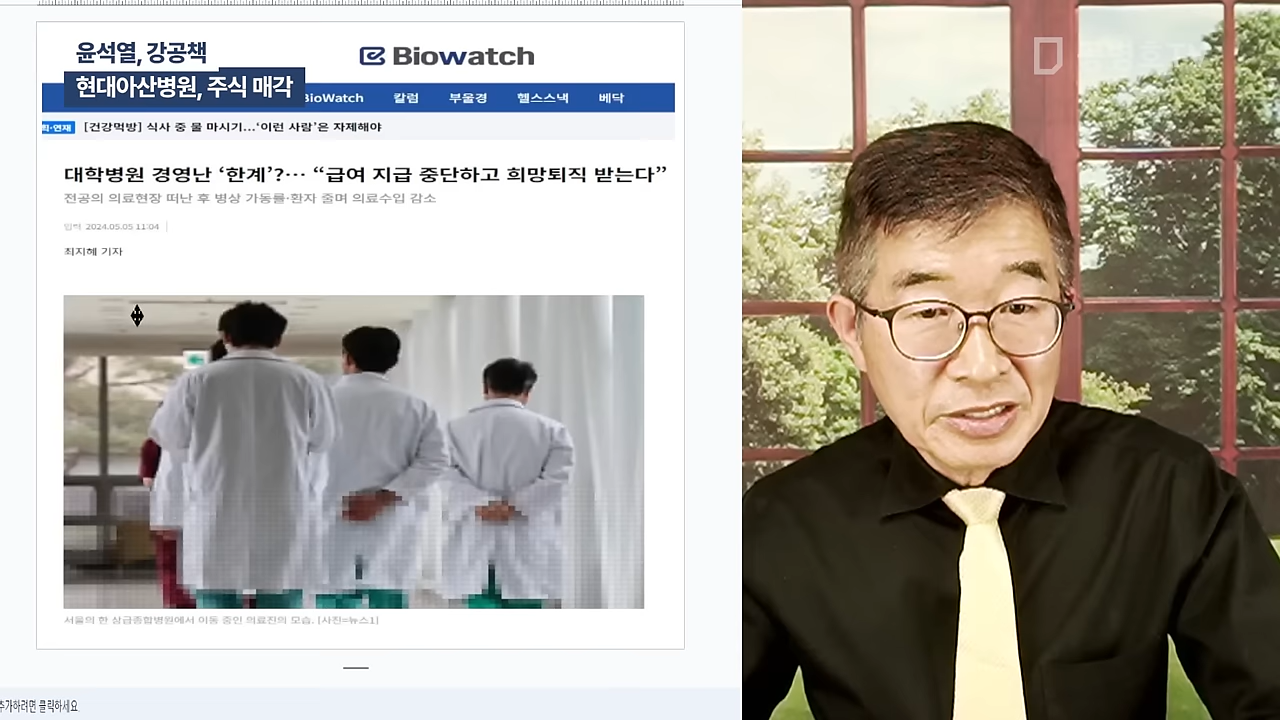 윤석열, 강공책
현대아산병원, 주식 매각
Biowatch
BioWatch 칼럼 부울경 헬스스낵 베닥
획·연재 [건강먹방] 식사 중 물 마시기…‘이런 사람’은 자제해야
대학병원 경영난 ‘한계’?… “급여 지급 중단하고 희망퇴직 받는다”
전공의 의료현장 떠난 후 병상 가동률·환자 줄며 의료수입 감소
입력 2024.05.05 11:04
최지혜 기자
서울의 한 상급종합병원에서 이동 중인 의료진의 모습. [사진=뉴스1]
추가하려면 클릭하세요